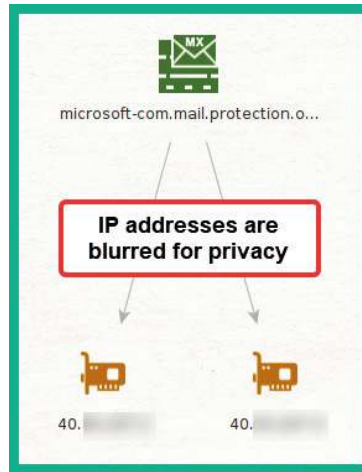 MX
microsoft-com.mail.protection.o...
IP addresses are
blurred for privacy
40.
40.